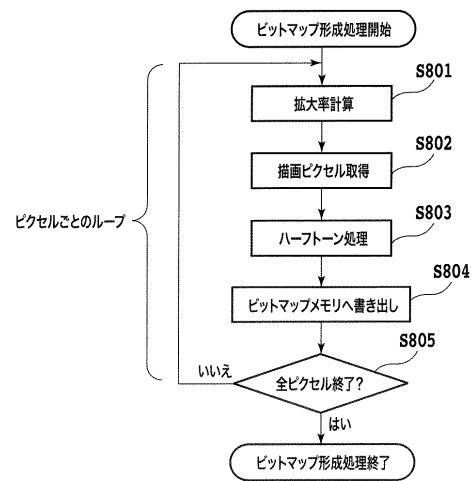 ビットマップ形成処理開始
S801
拡大率計算
S802
描画ピクセル取得
ピクセルごとのループ
S803
ハーフトーン処理
S804
ビットマップメモリへ書き出し
S805
全ピクセル終了?
いいえ
はい
ビットマップ形成処理終了